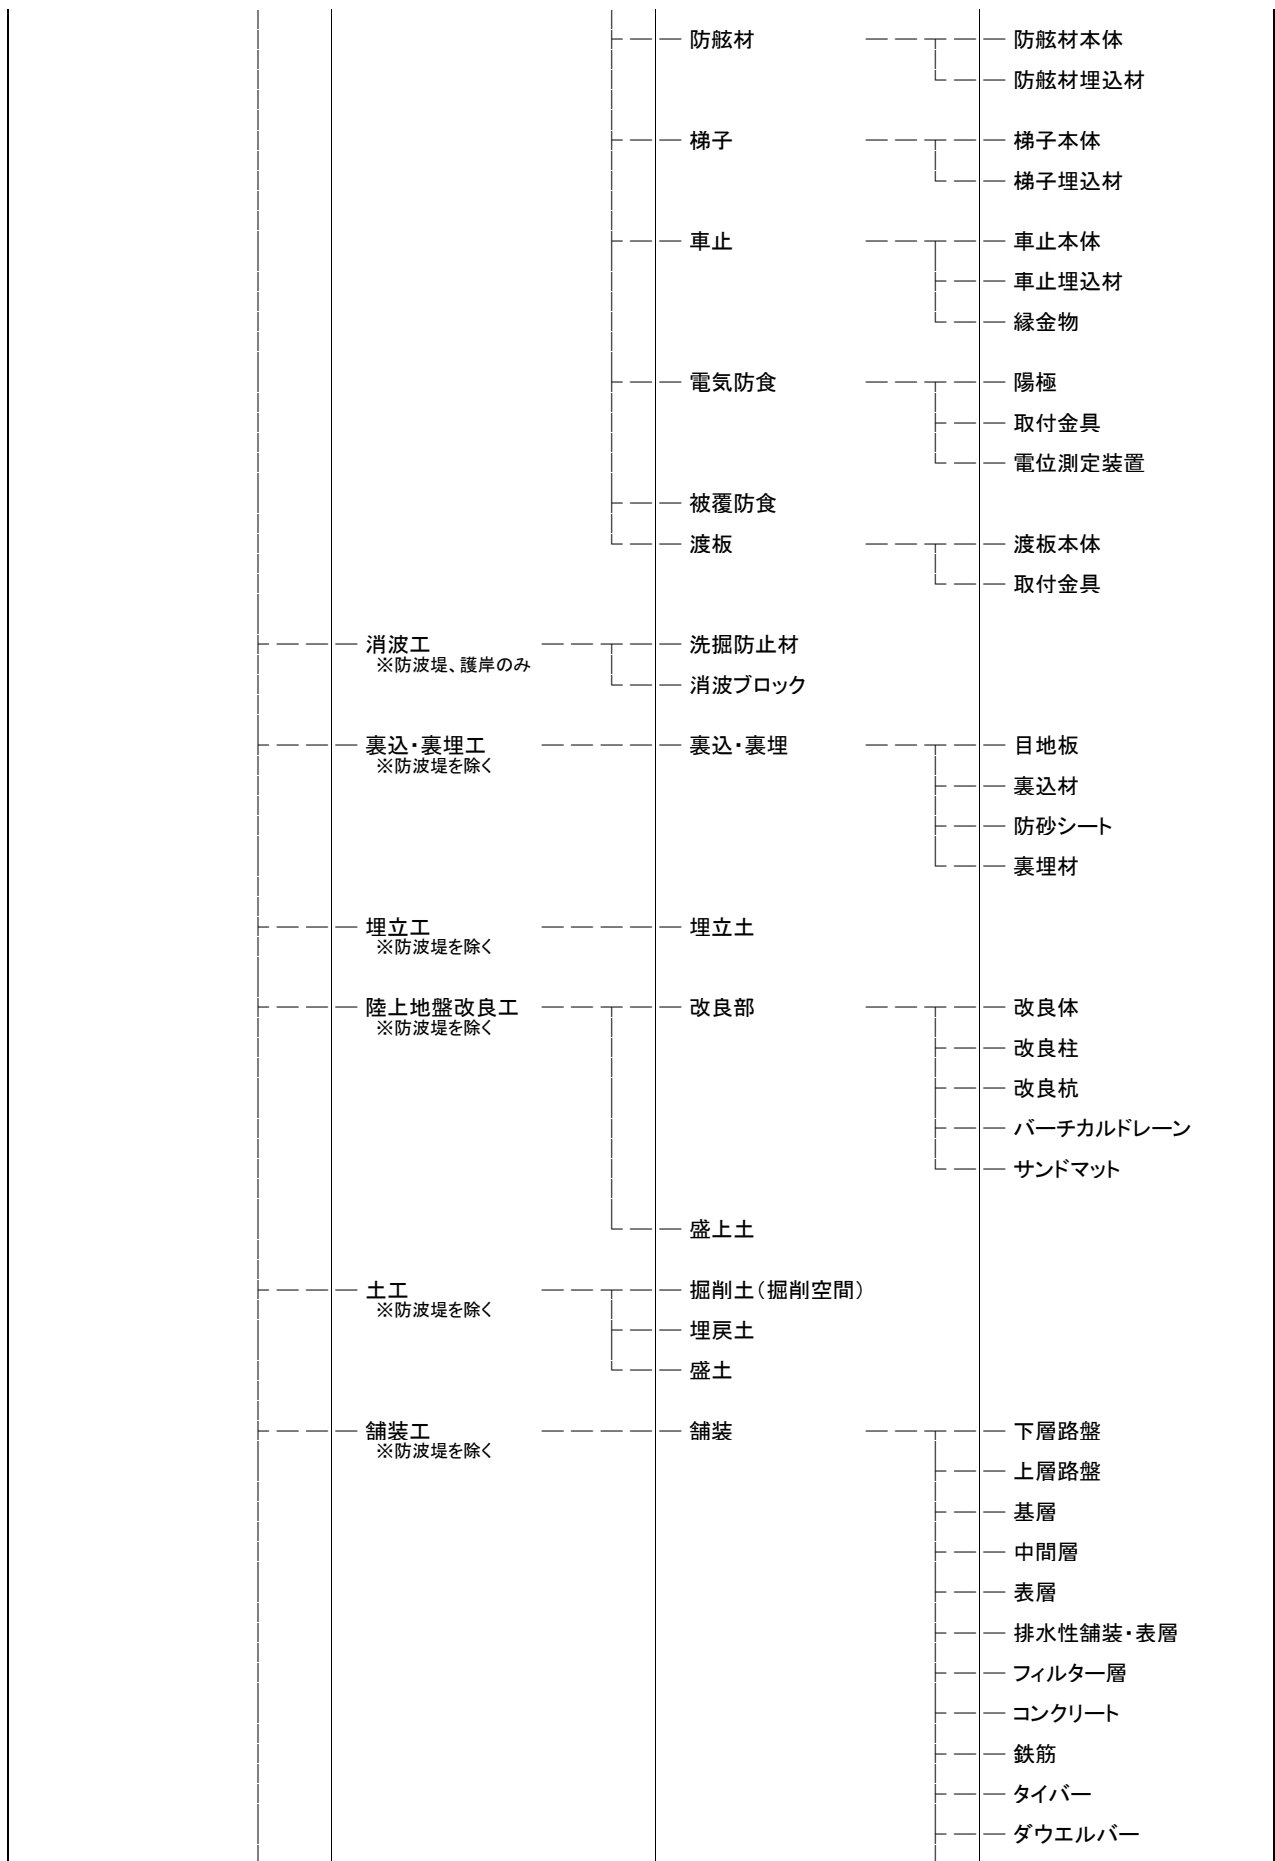 防舷材 防舷材本体
防舷材埋込材
梯子 梯子本体
梯子埋込材
車止 車止本体
車止埋込材
縁金物
電気防食 陽極
取付金具
電位測定装置
被覆防食
渡板 渡板本体
取付金具
消波工 洗掘防止材
※防波堤、護岸のみ
消波ブロック
裏込・裏埋工 裏込・裏埋 目地板
※防波堤を除く
裏込材
防砂シート
裏埋材
埋立工 埋立土
※防波堤を除く
陸上地盤改良工 改良部 改良体
※防波堤を除く
改良柱
改良杭
バーチカルドレーン
サンドマット
盛上土
土工 掘削土（掘削空間）
※防波堤を除く
埋戻土
盛土
舗装工 舗装 下層路盤
※防波堤を除く
上層路盤
基層
中間層
表層
排水性舗装・表層
フィルター層
コンクリート
鉄筋
タイバー
ダウエルバー